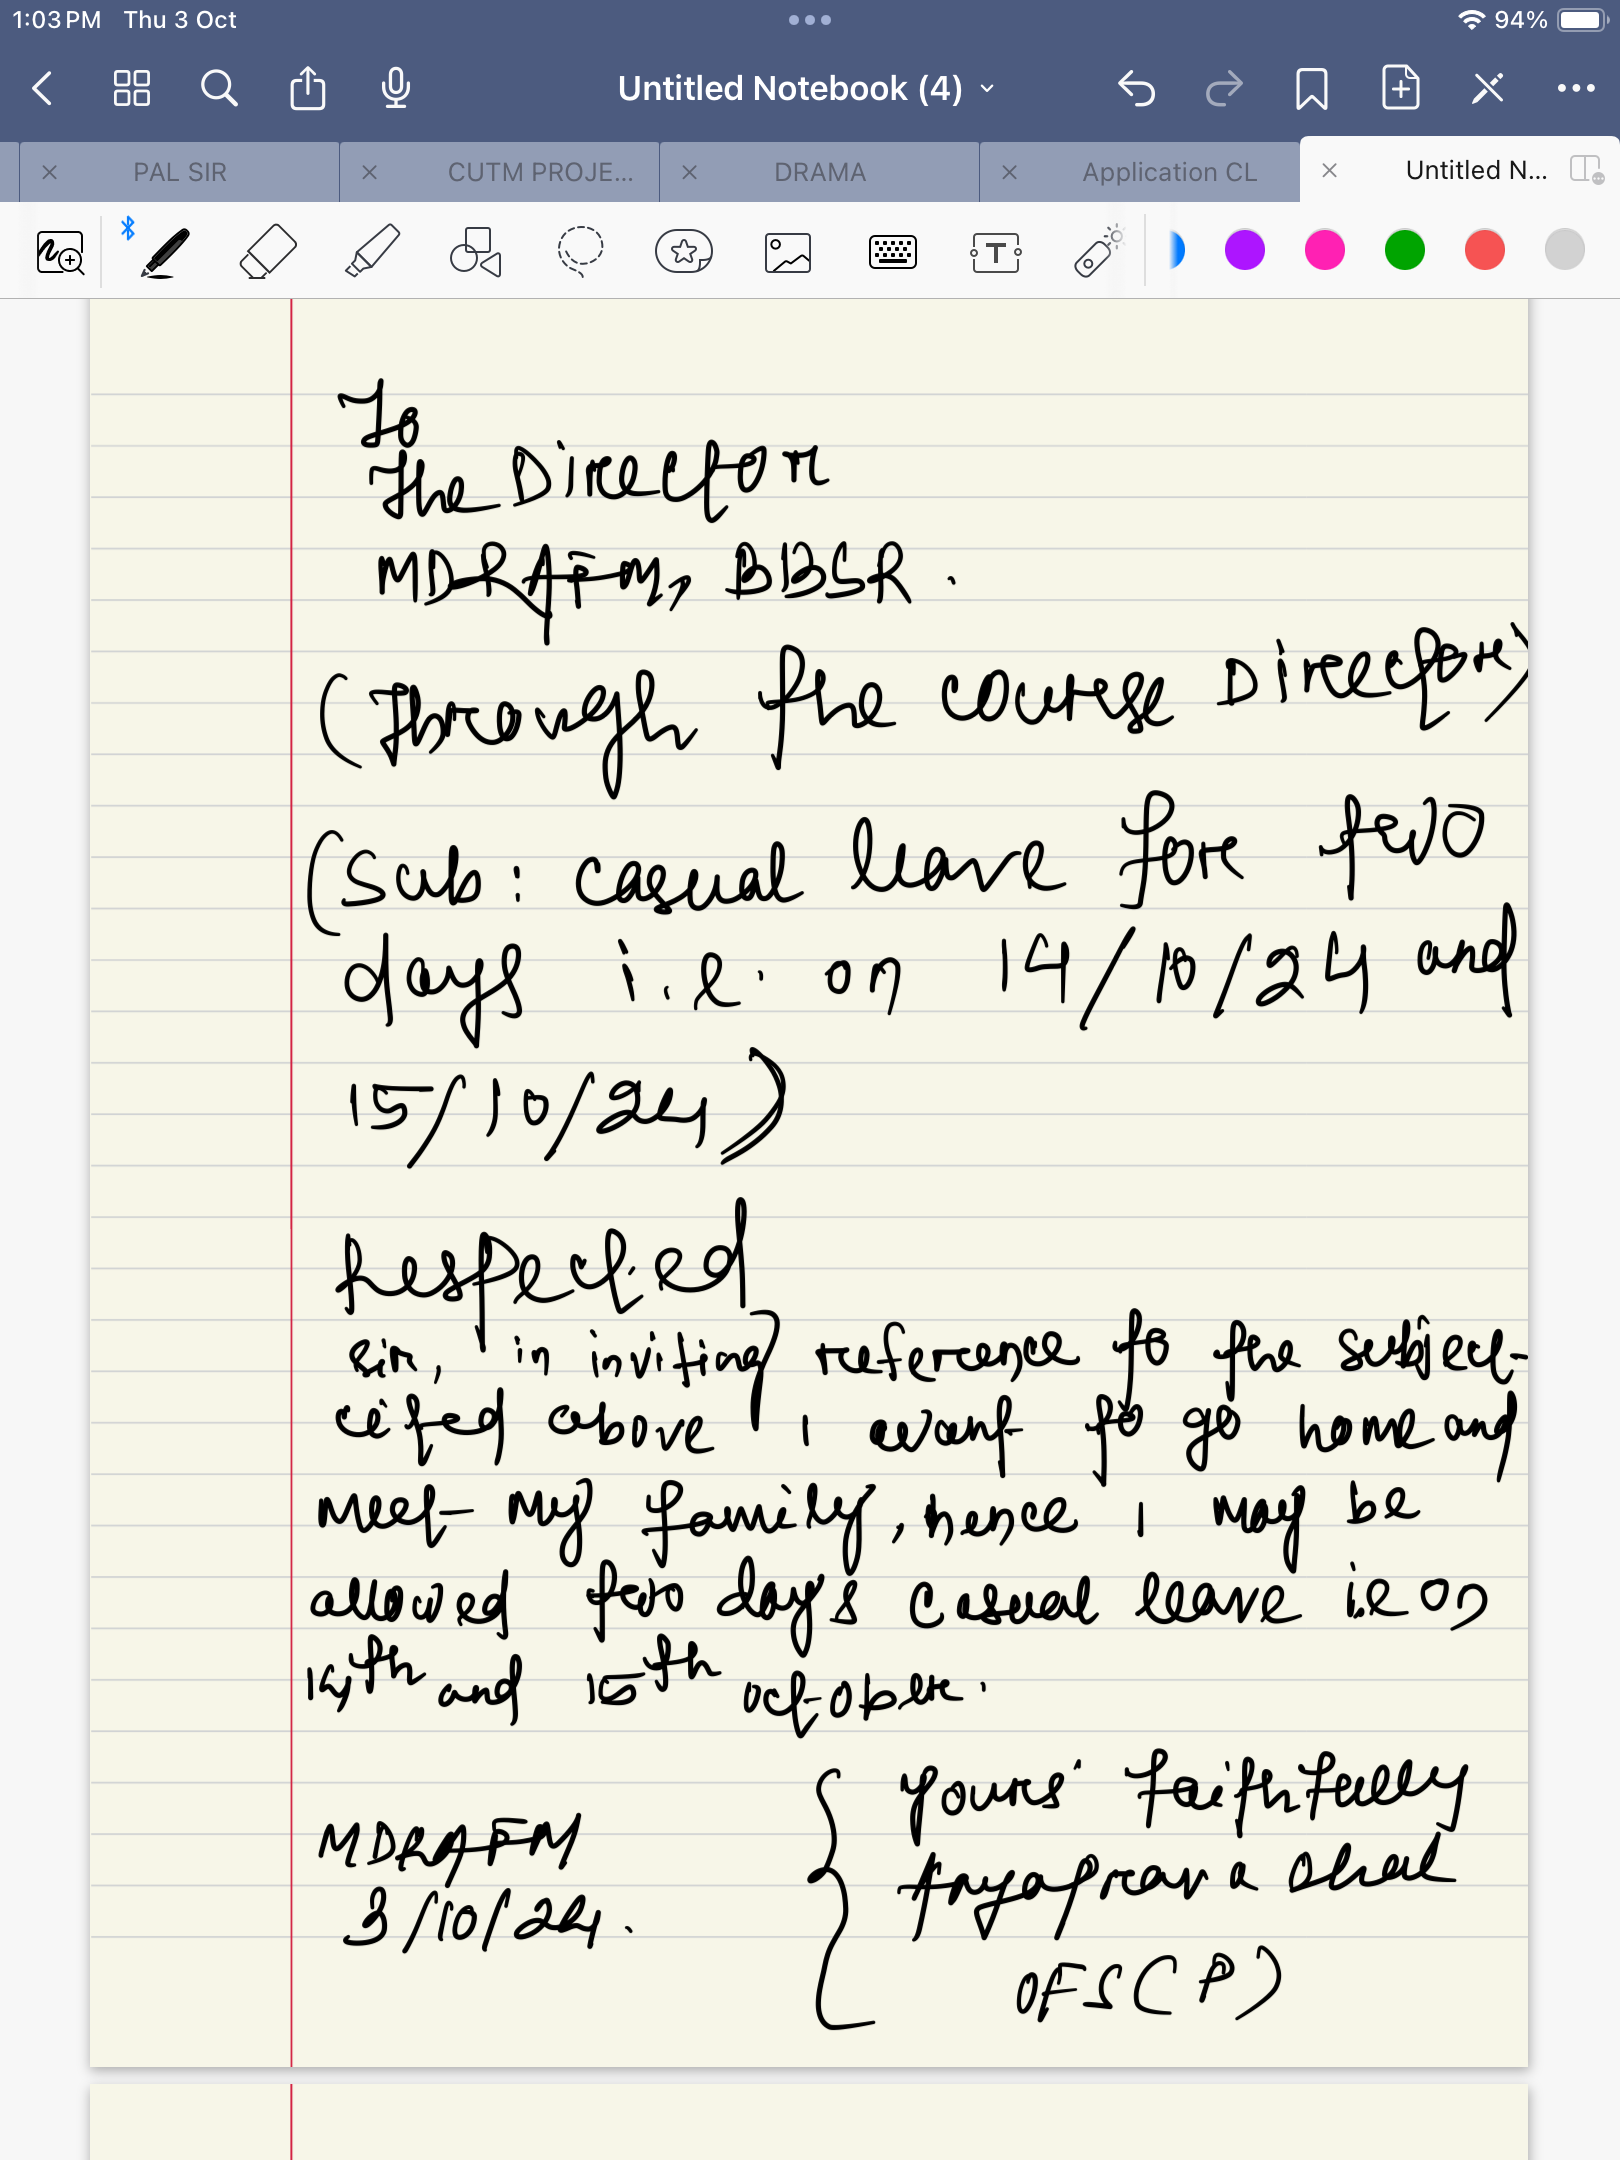 1:03 PM Thu 3 Oct 94%
Untitled Notebook (4)
PAL SIR
CUTM PROJE...
DRAMA
Application CL
Untitled N...
T
To
The Director
MDRAFM, BBSR.
(Through the course Director)
(Sub: casual leave for two
days i.e. on 14/10/24 and
15/10/24)
Respected
Sir, in inviting reference to the subject
cited above I want to go home and
meet my family, hence I may be
allowed two days casual leave i.e on
14th and 15th october.
Yours' faithfully
MDRAFM
3/10/24.
OFS(P)